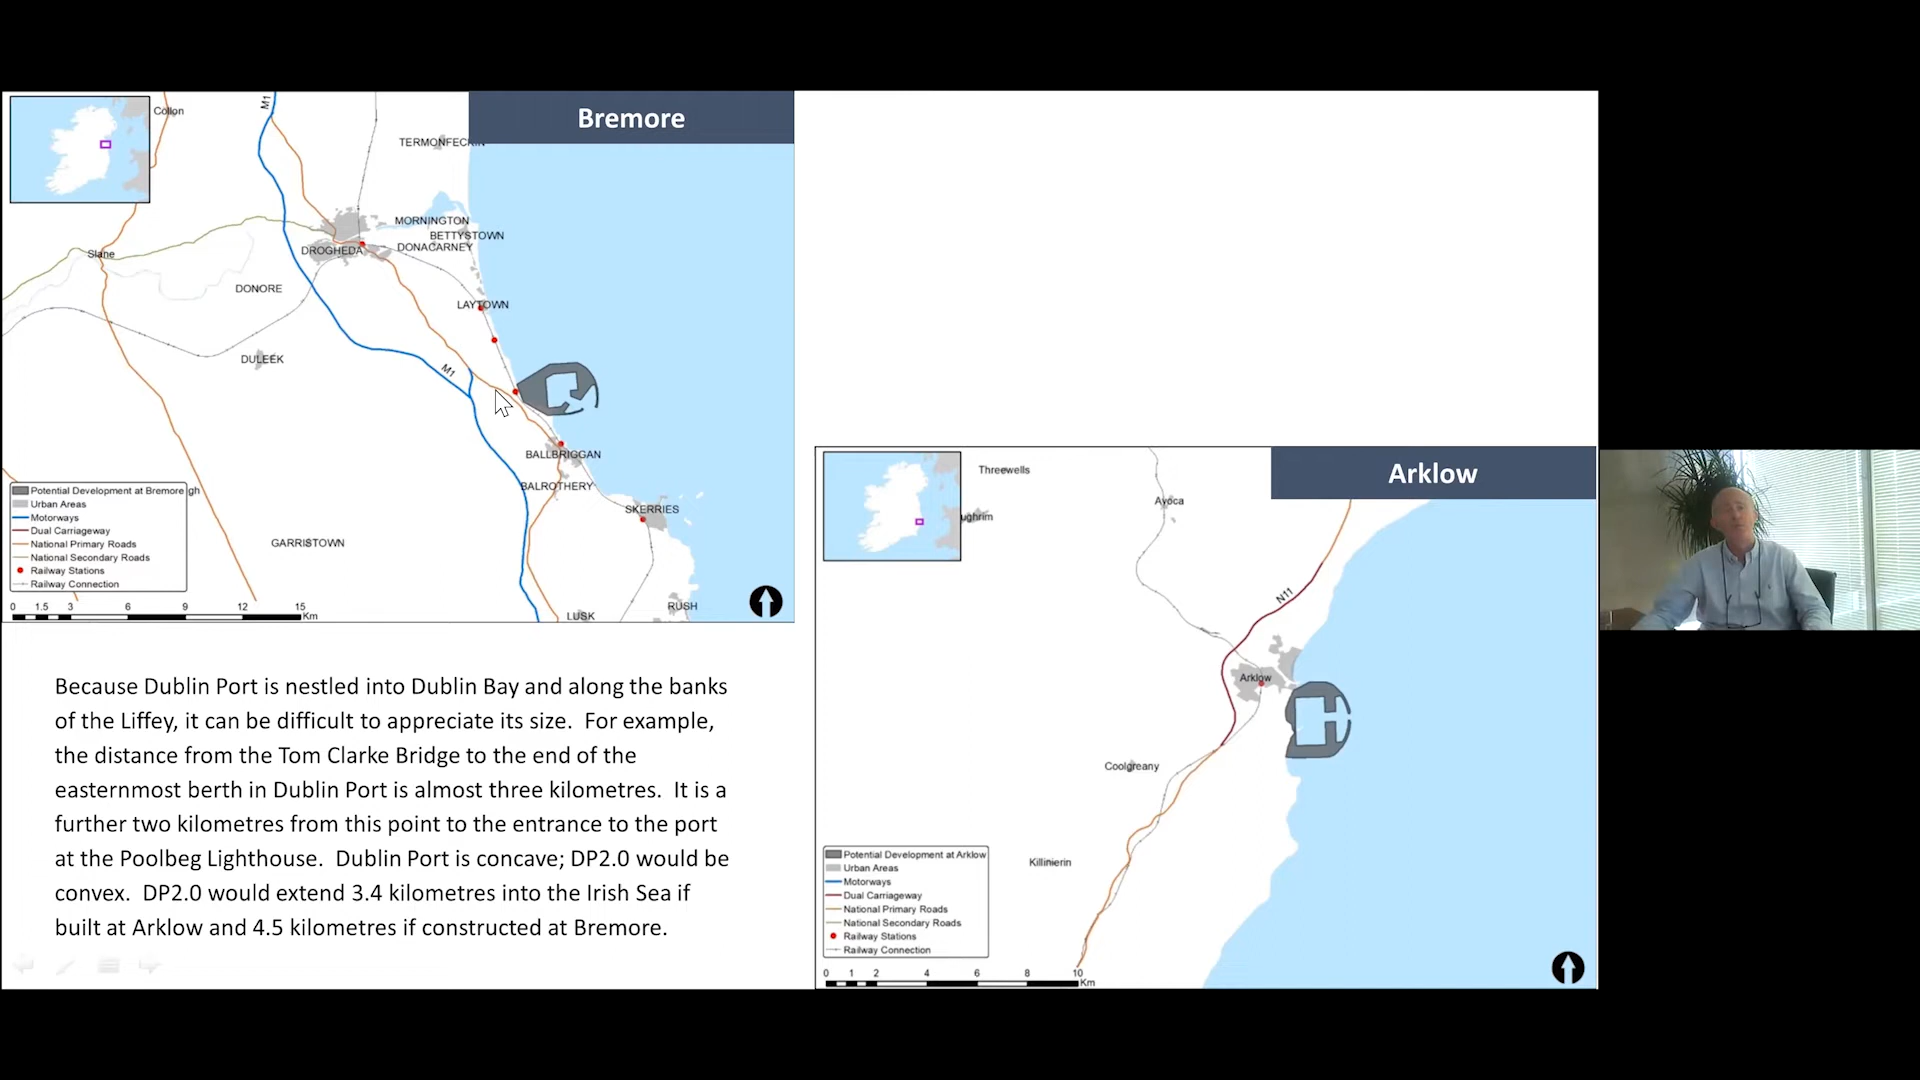 Bremore
M1
Collon
TERMONFECKIN
MORNINGTON
BETTYSTOWN
DROGHEDA
DONACARNEY
Slane
DONORE
LAYTOWN
DULEEK
M1
BALLBRIGGAN
BALROTHERY
SKERRIES
GARRISTOWN
LUSK
RUSH
Potential Development at Bremore gh
Urban Areas
Motorways
Dual Carriageway
National Primary Roads
National Secondary Roads
Railway Stations
Railway Connection
0 1.5 3 6 9 12 15
Km
Because Dublin Port is nestled into Dublin Bay and along the banks
of the Liffey, it can be difficult to appreciate its size. For example,
the distance from the Tom Clarke Bridge to the end of the
easternmost berth in Dublin Port is almost three kilometres. It is a
further two kilometres from this point to the entrance to the port
at the Poolbeg Lighthouse. Dublin Port is concave; DP2.0 would be
convex. DP2.0 would extend 3.4 kilometres into the Irish Sea if
built at Arklow and 4.5 kilometres if constructed at Bremore.
Arklow
Threewells
Avoca
ughrim
N11
Arklow
Coolgreany
Killinierin
Potential Development at Arklow
Urban Areas
Motorways
Dual Carriageway
National Primary Roads
National Secondary Roads
Railway Stations
Railway Connection
0 1 2 4 6 8 10
Km